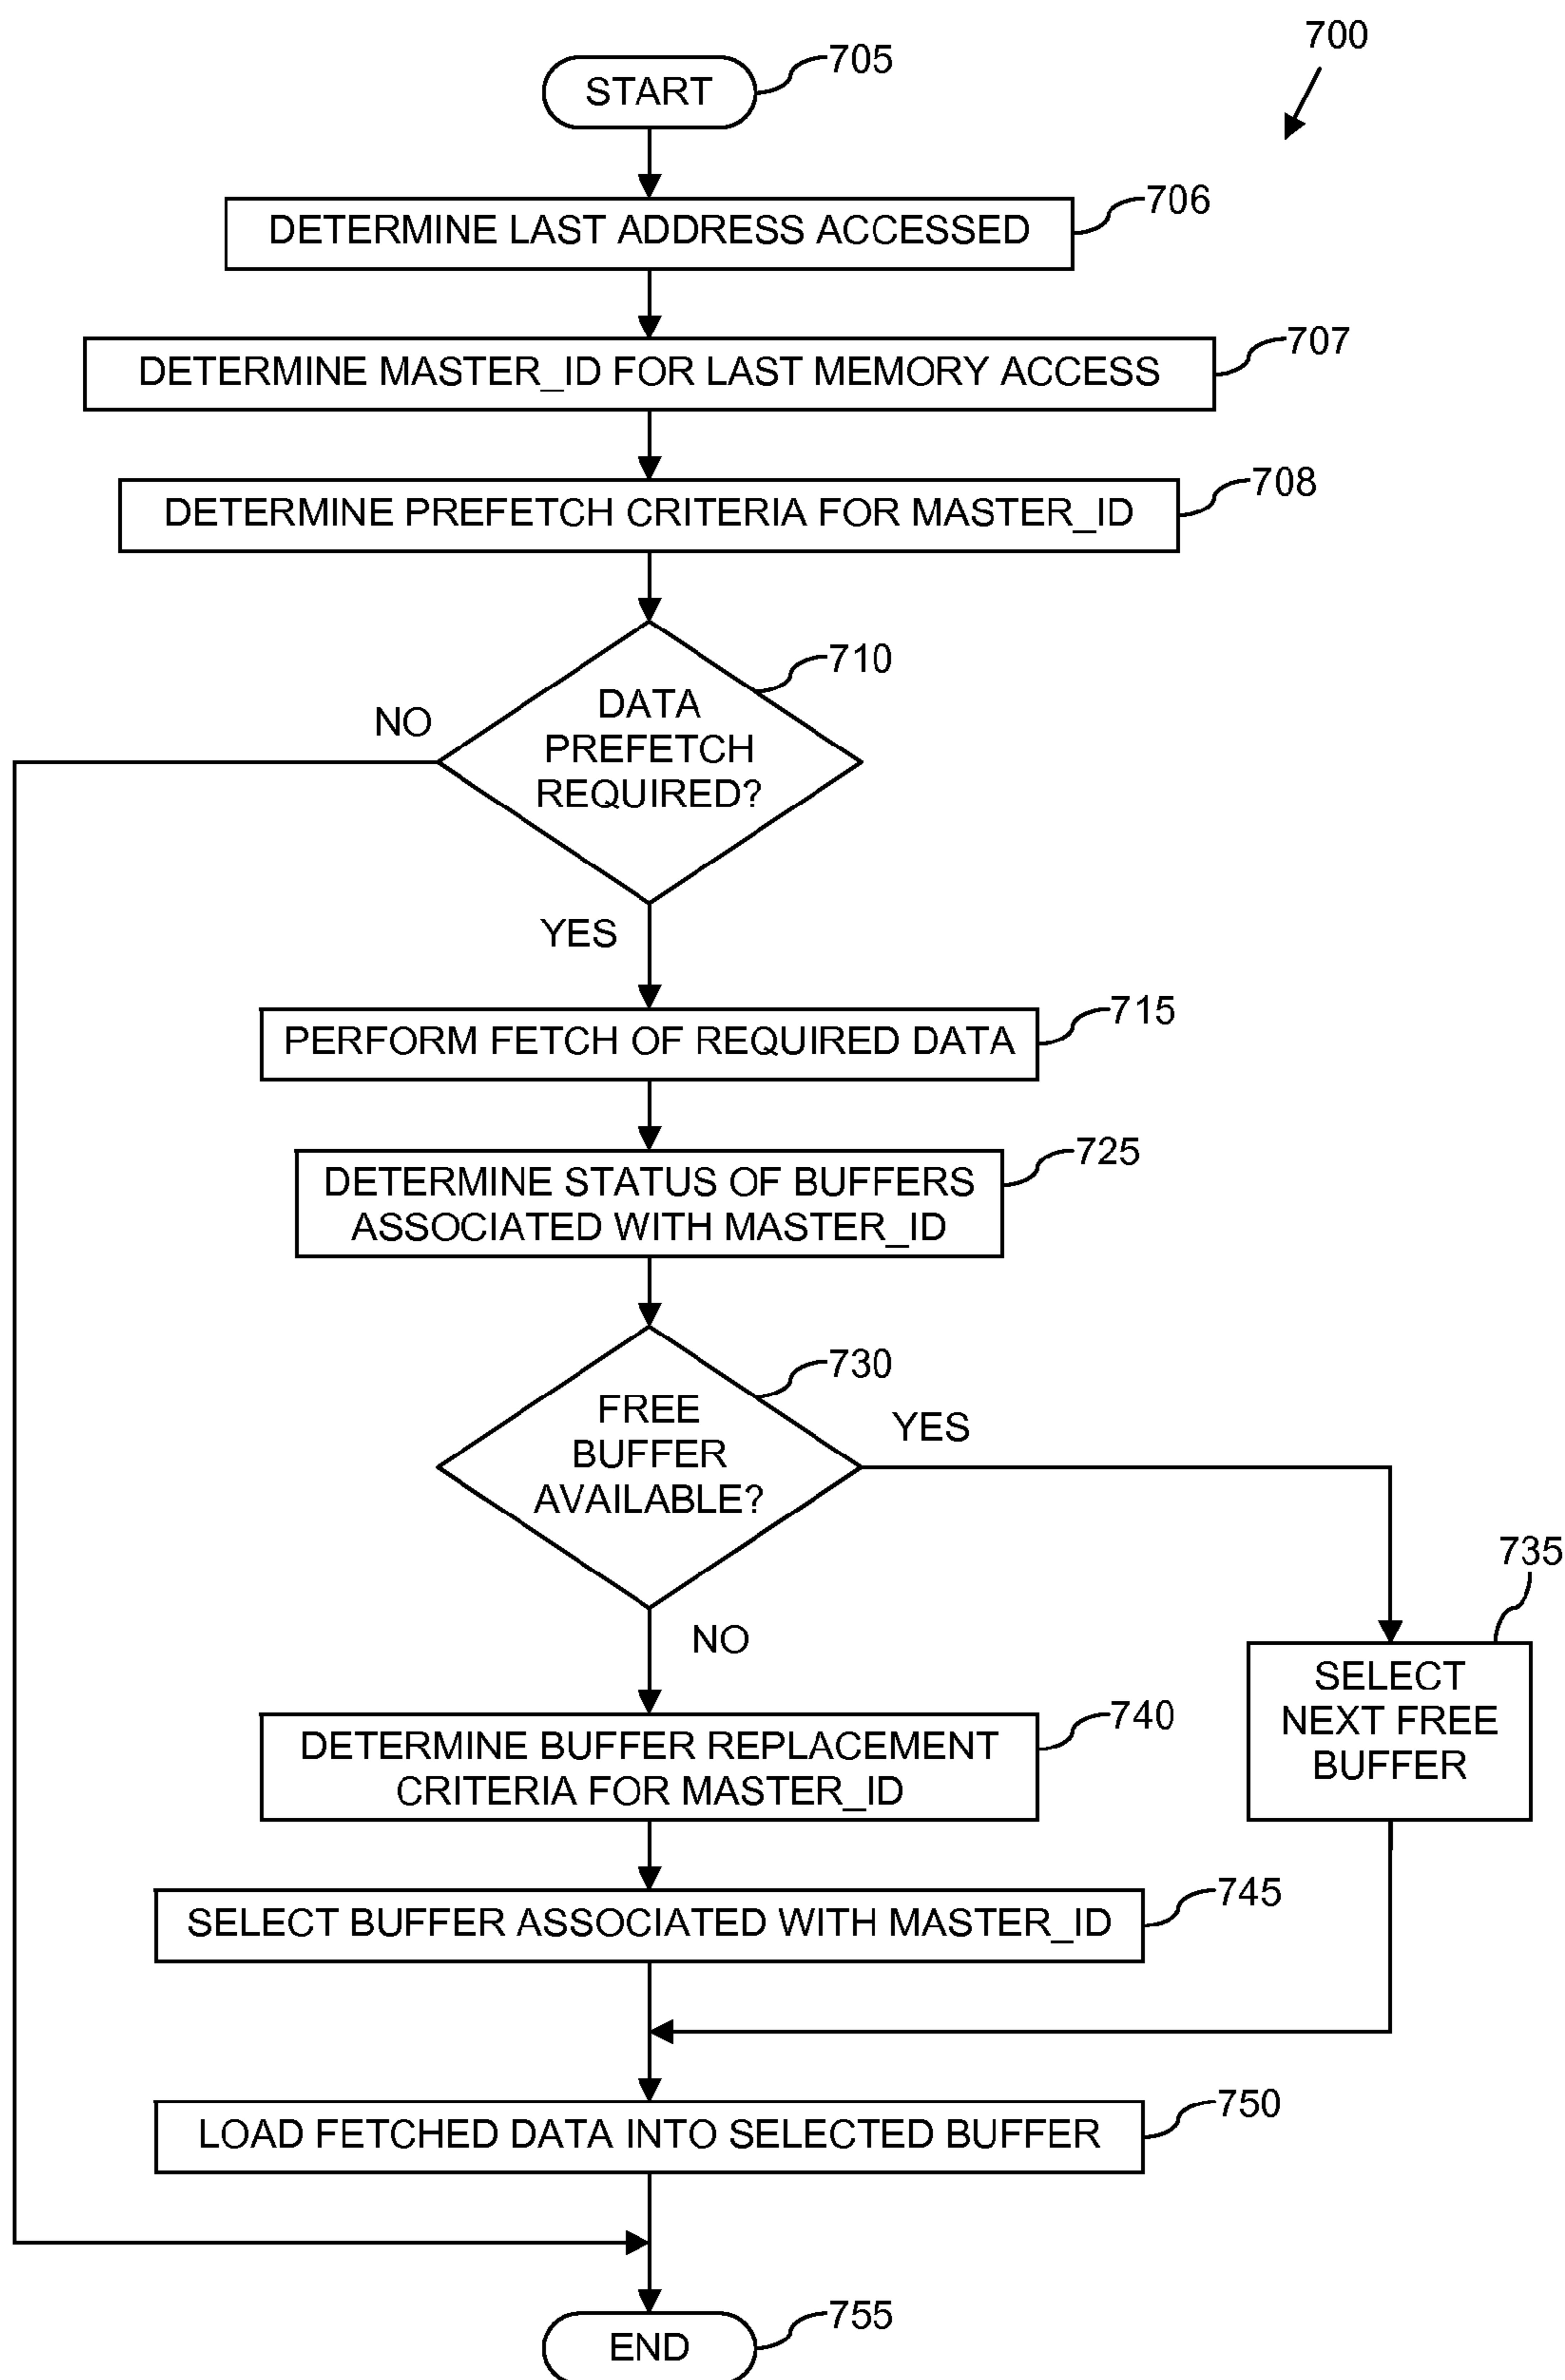 700
START
705
DETERMINE LAST ADDRESS ACCESSED
706
DETERMINE MASTER_ID FOR LAST MEMORY ACCESS
707
DETERMINE PREFETCH CRITERIA FOR MASTER_ID
708
710
NO
DATA
PREFETCH
REQUIRED?
YES
PERFORM FETCH OF REQUIRED DATA
715
DETERMINE STATUS OF BUFFERS
ASSOCIATED WITH MASTER_ID
725
730
FREE
BUFFER
AVAILABLE?
YES
NO
735
SELECT
NEXT FREE
BUFFER
DETERMINE BUFFER REPLACEMENT
CRITERIA FOR MASTER_ID
740
SELECT BUFFER ASSOCIATED WITH MASTER_ID
745
LOAD FETCHED DATA INTO SELECTED BUFFER
750
END
755